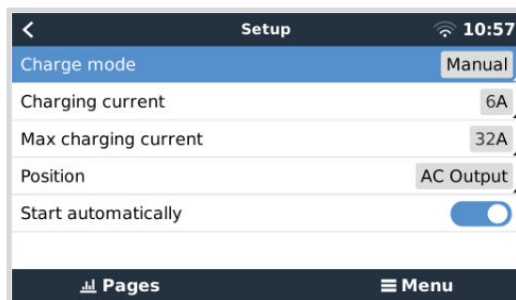 Setup 10:57
Charge mode Manual
Charging current 6A
Max charging current 32A
Position AC Output
Start automatically
Pages Menu